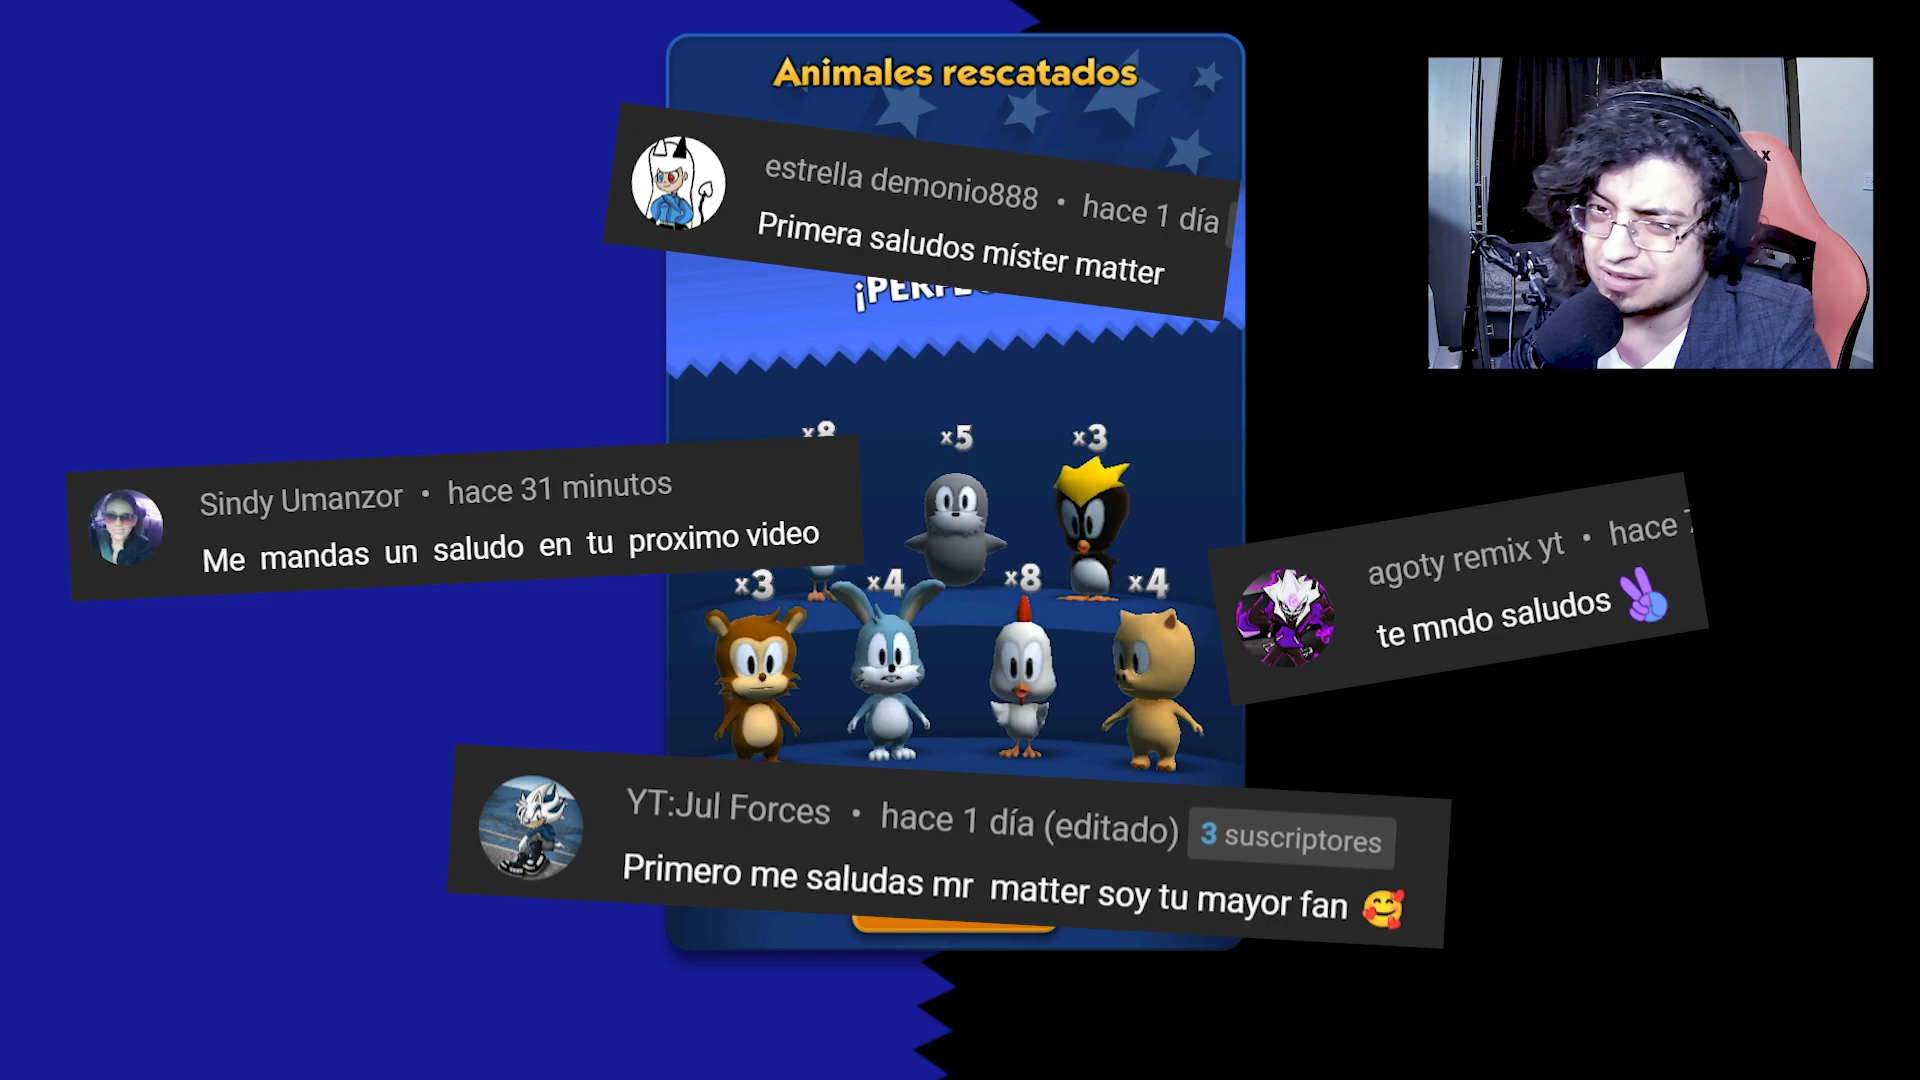 Animales rescatados
estrella demonio888 • hace 1 día
Primera saludos míster matter
x5
x3
Sindy Umanzor • hace 31 minutos
Me mandas un saludo en tu proximo video
x3
x4
x8
x4
agoty remix yt • hace
te mndo saludos ✌
YT:Jul Forces • hace 1 día (editado) 3 suscriptores
Primero me saludas mr matter soy tu mayor fan 🥰